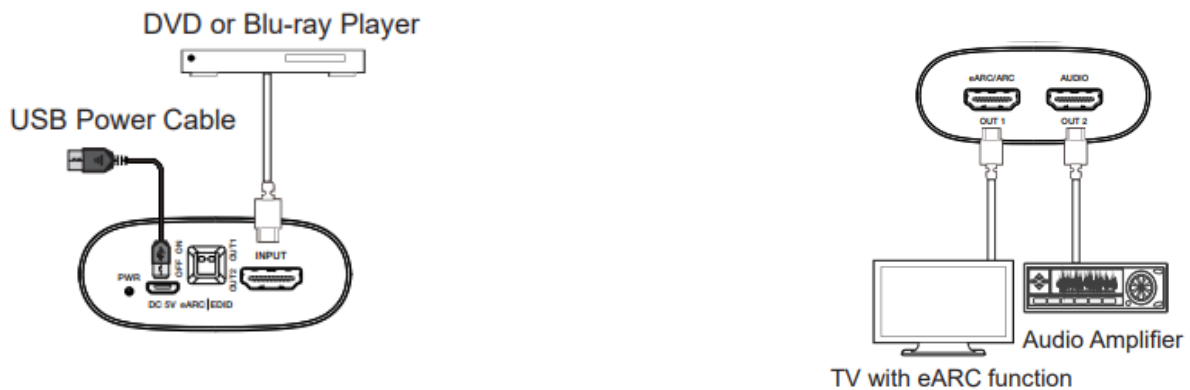 DVD or Blu-ray Player
USB Power Cable
OFF ON
OUT2 OUT1
INPUT
PWR
DC 5V eARC|EDID
eARC/ARC AUDIO
OUT 1 OUT 2
Audio Amplifier
TV with eARC function